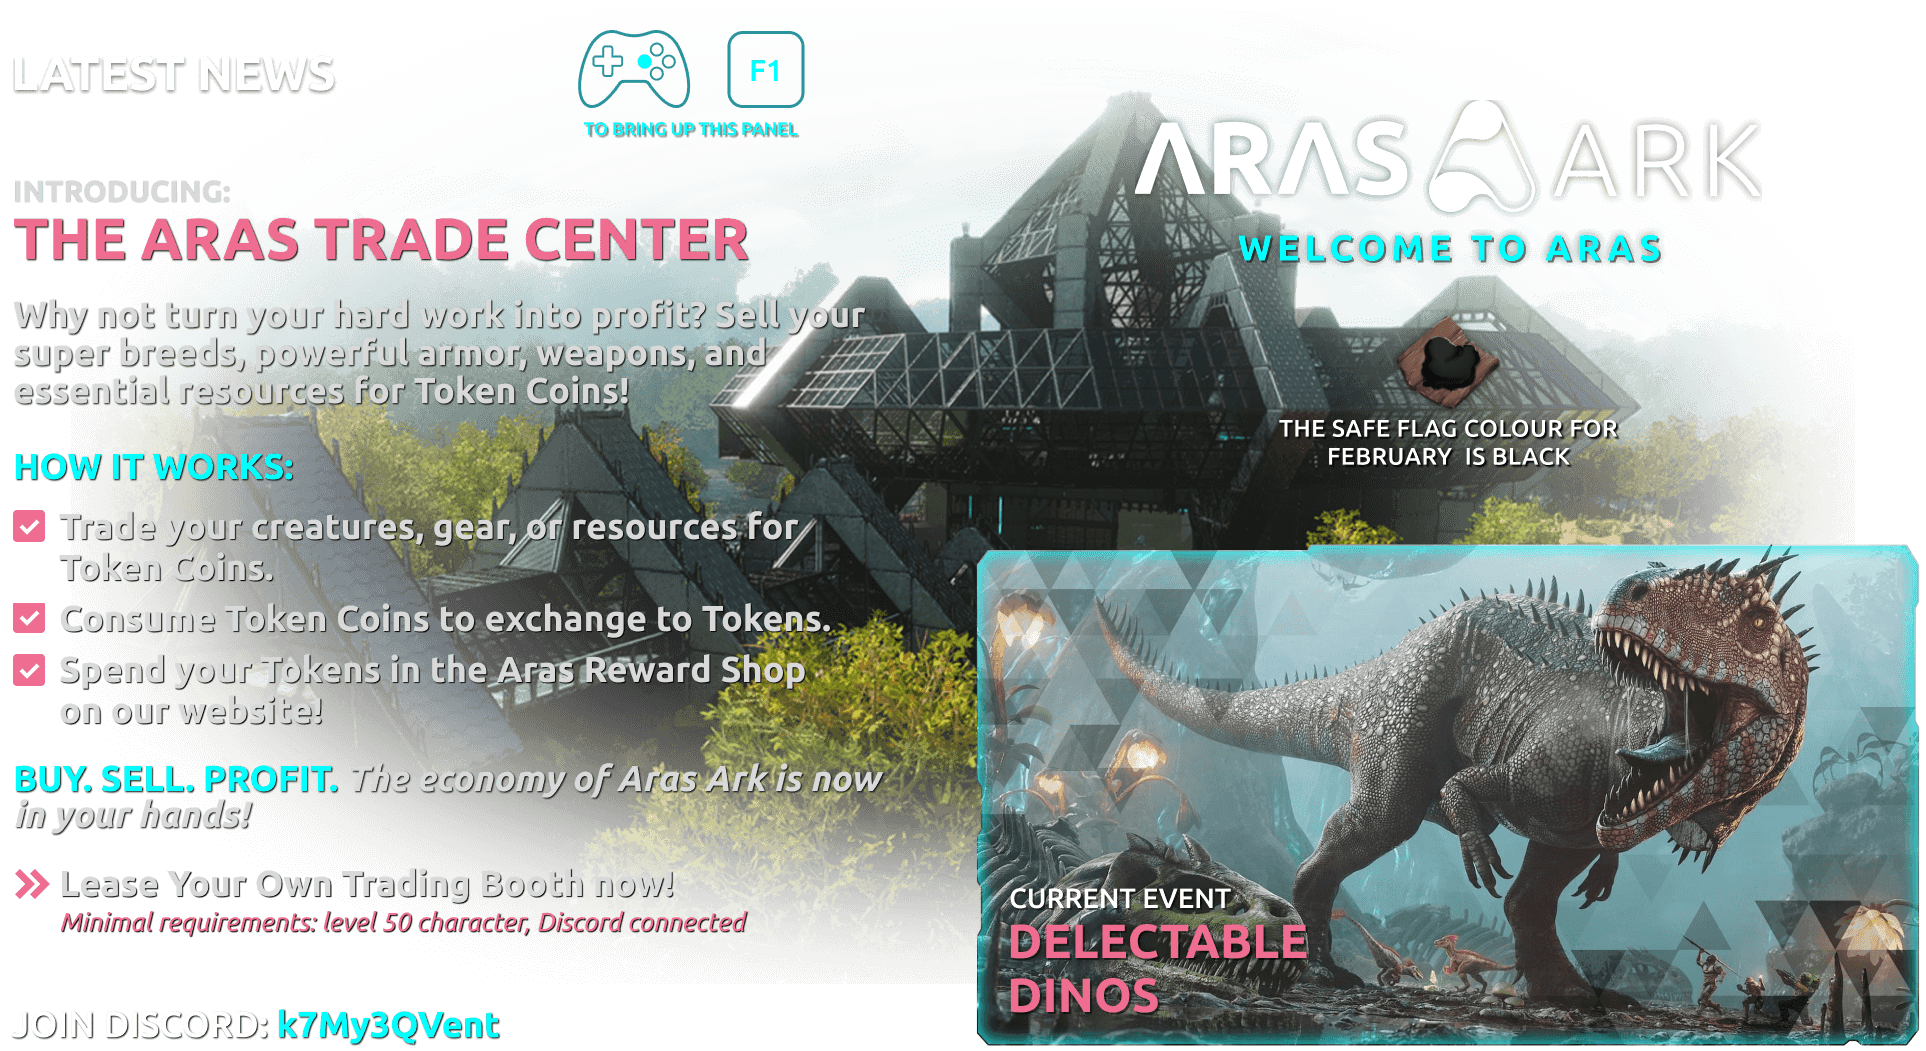 LATEST NEWS
F1
TO BRING UP THIS PANEL
INTRODUCING:
THE ARAS TRADE CENTER
Why not turn your hard work into profit? Sell your
super breeds, powerful armor, weapons, and
essential resources for Token Coins!
HOW IT WORKS:
Trade your creatures, gear, or resources for
Token Coins.
Consume Token Coins to exchange to Tokens.
Spend your Tokens in the Aras Reward Shop
on our website!
BUY. SELL. PROFIT. The economy of Aras Ark is now
in your hands!
Lease Your Own Trading Booth now!
Minimal requirements: level 50 character, Discord connected
JOIN DISCORD: k7My3QVent
ARAS ARK
WELCOME TO ARAS
THE SAFE FLAG COLOUR FOR
FEBRUARY IS BLACK
CURRENT EVENT
DELECTABLE
DINOS